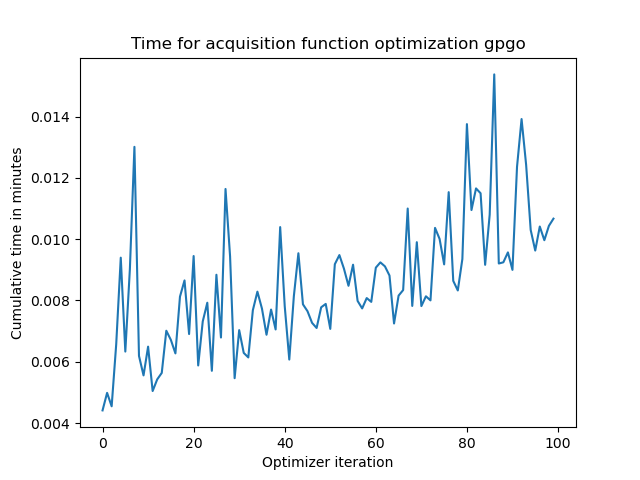 Time for acquisition function optimization gpgo
Cumulative time in minutes
0.014
0.012
0.010
0.008
0.006
0.004
0 20 40 60 80 100
Optimizer iteration